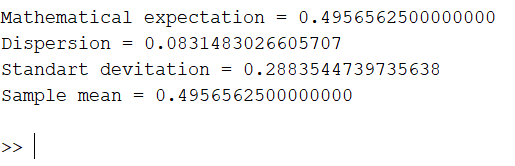 Mathematical expectation = 0.4956562500000000
Dispersion = 0.0831483026605707
Standart devitation = 0.2883544739735638
Sample mean = 0.4956562500000000
>>